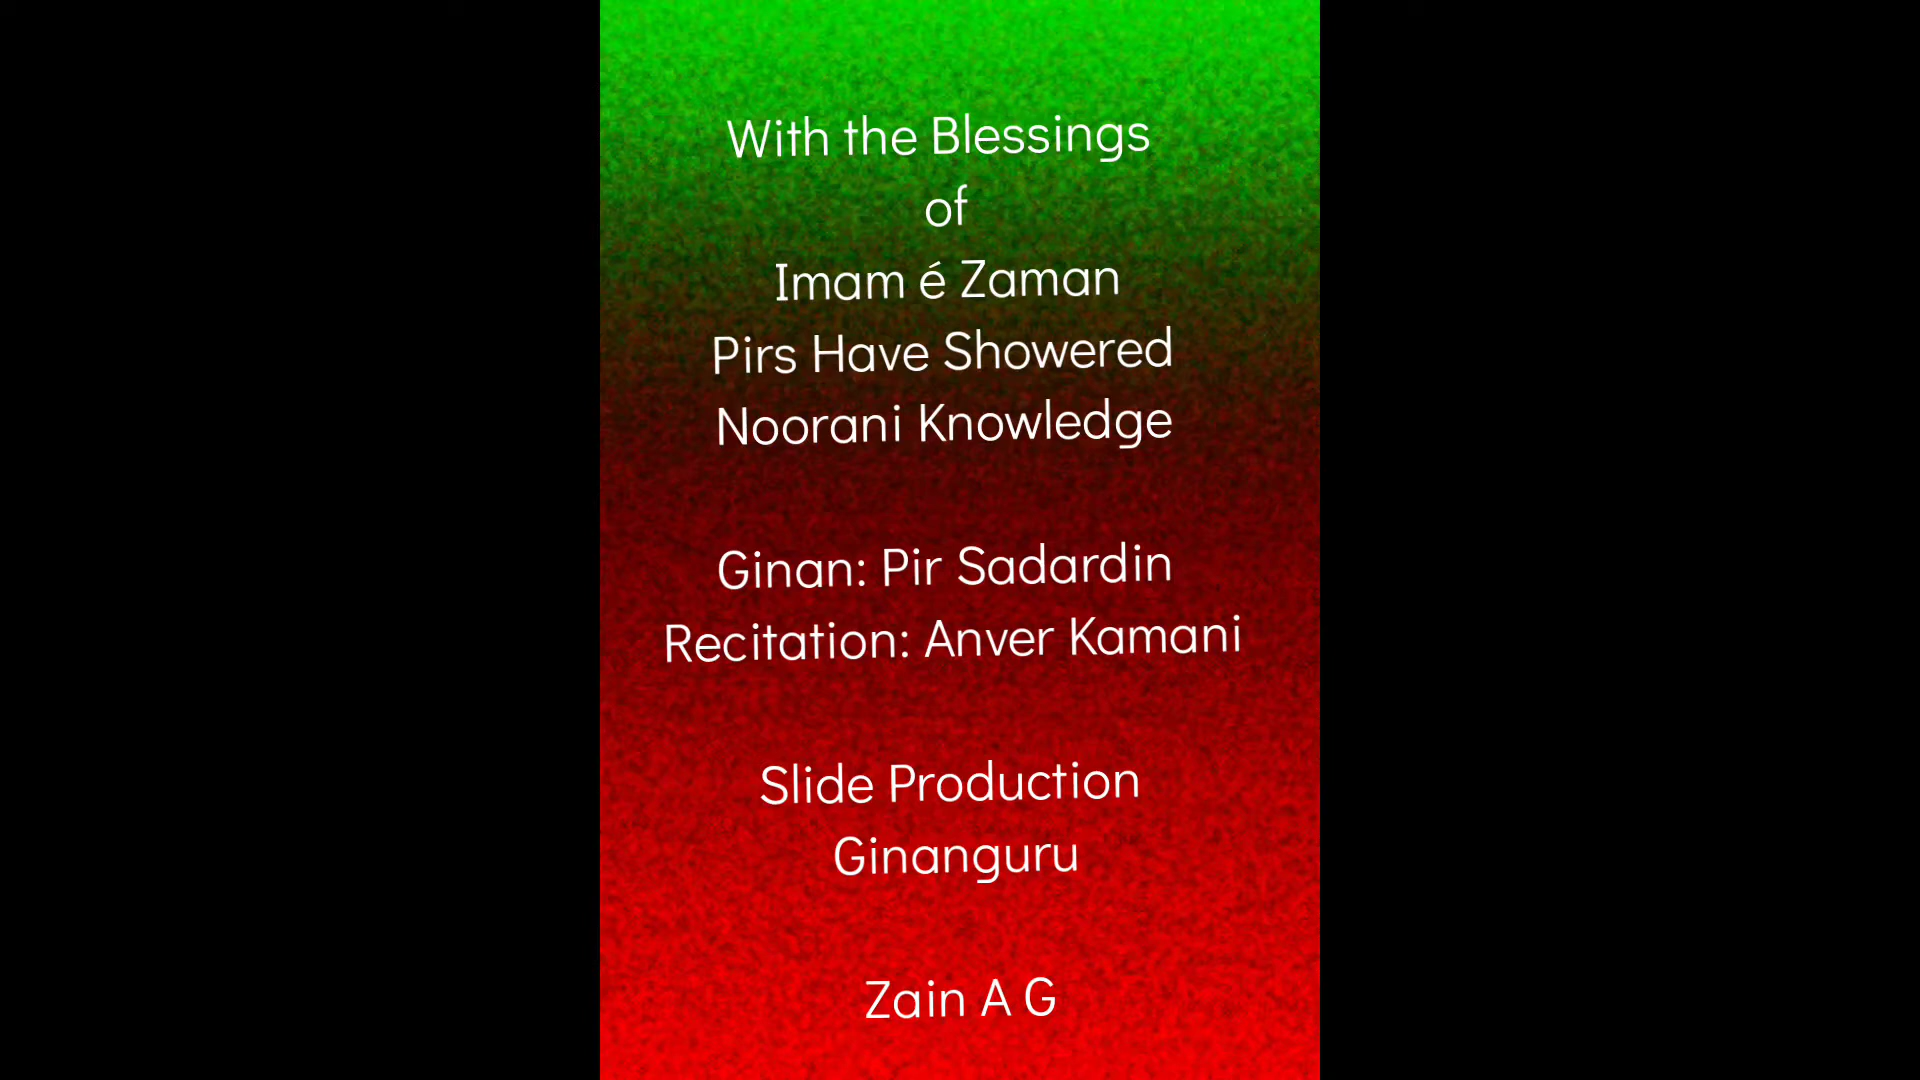 With the Blessings
of
Imam é Zaman
Pirs Have Showered
Noorani Knowledge
Ginan: Pir Sadardin
Recitation: Anver Kamani
Slide Production
Ginanguru
Zain A G